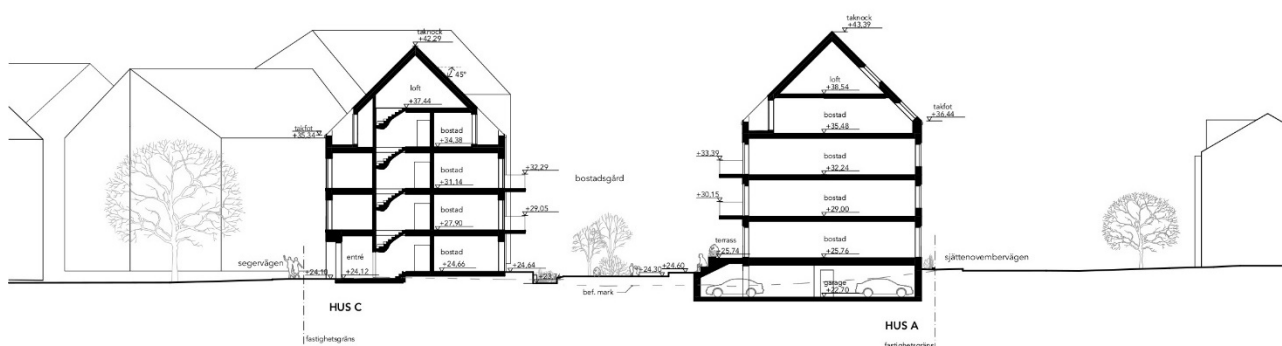 taknock
+42,29
45°
loft
+37,44
takfot
+35,34
bostad
+34,38
bostad
+31,14
+32,29
bostad
+27,90
+29,05
entré
bostad
+24,66
+24,64
segervägen
+24,10
+24,12
bostadsgård
+24,30
+24,60
bef. mark
HUS C
fastighetsgräns
taknock
+43,39
loft
+38,54
takfot
+36,44
bostad
+35,48
+33,39
bostad
+32,24
+30,15
bostad
+29,00
terrass
+25,74
bostad
+25,76
sjättenovembervägen
garage
+22,70
HUS A
fastighetsgräns